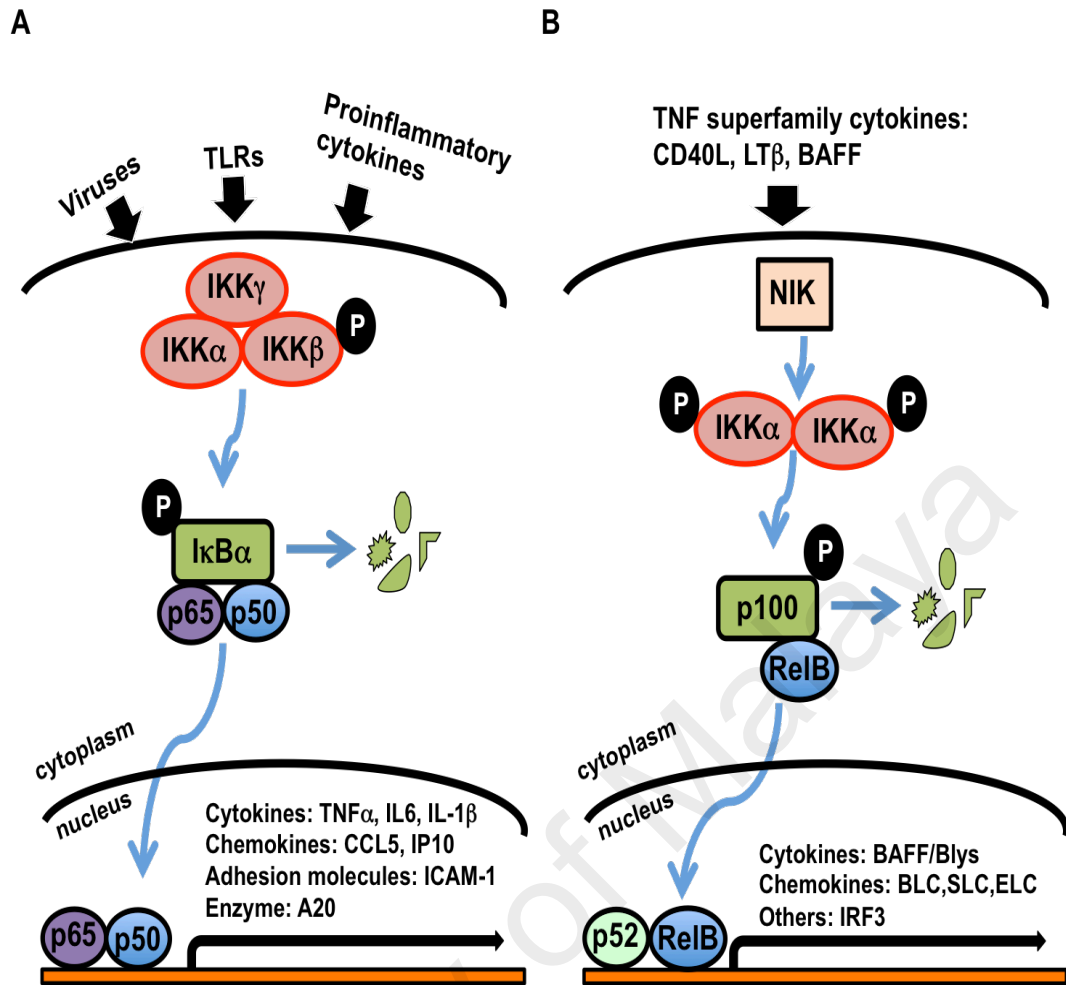 A
Viruses
TLRs
Proinflammatory
cytokines
IKKγ
IKKα
IKKβ
P
P
IκBα
p65
p50
cytoplasm
nucleus
Cytokines: TNFα, IL6, IL-1β
Chemokines: CCL5, IP10
Adhesion molecules: ICAM-1
Enzyme: A20
p65
p50
B
TNF superfamily cytokines:
CD40L, LTβ, BAFF
NIK
P
IKKα
IKKα
P
P
p100
RelB
cytoplasm
nucleus
Cytokines: BAFF/Blys
Chemokines: BLC,SLC,ELC
Others: IRF3
p52
RelB
of Malaya